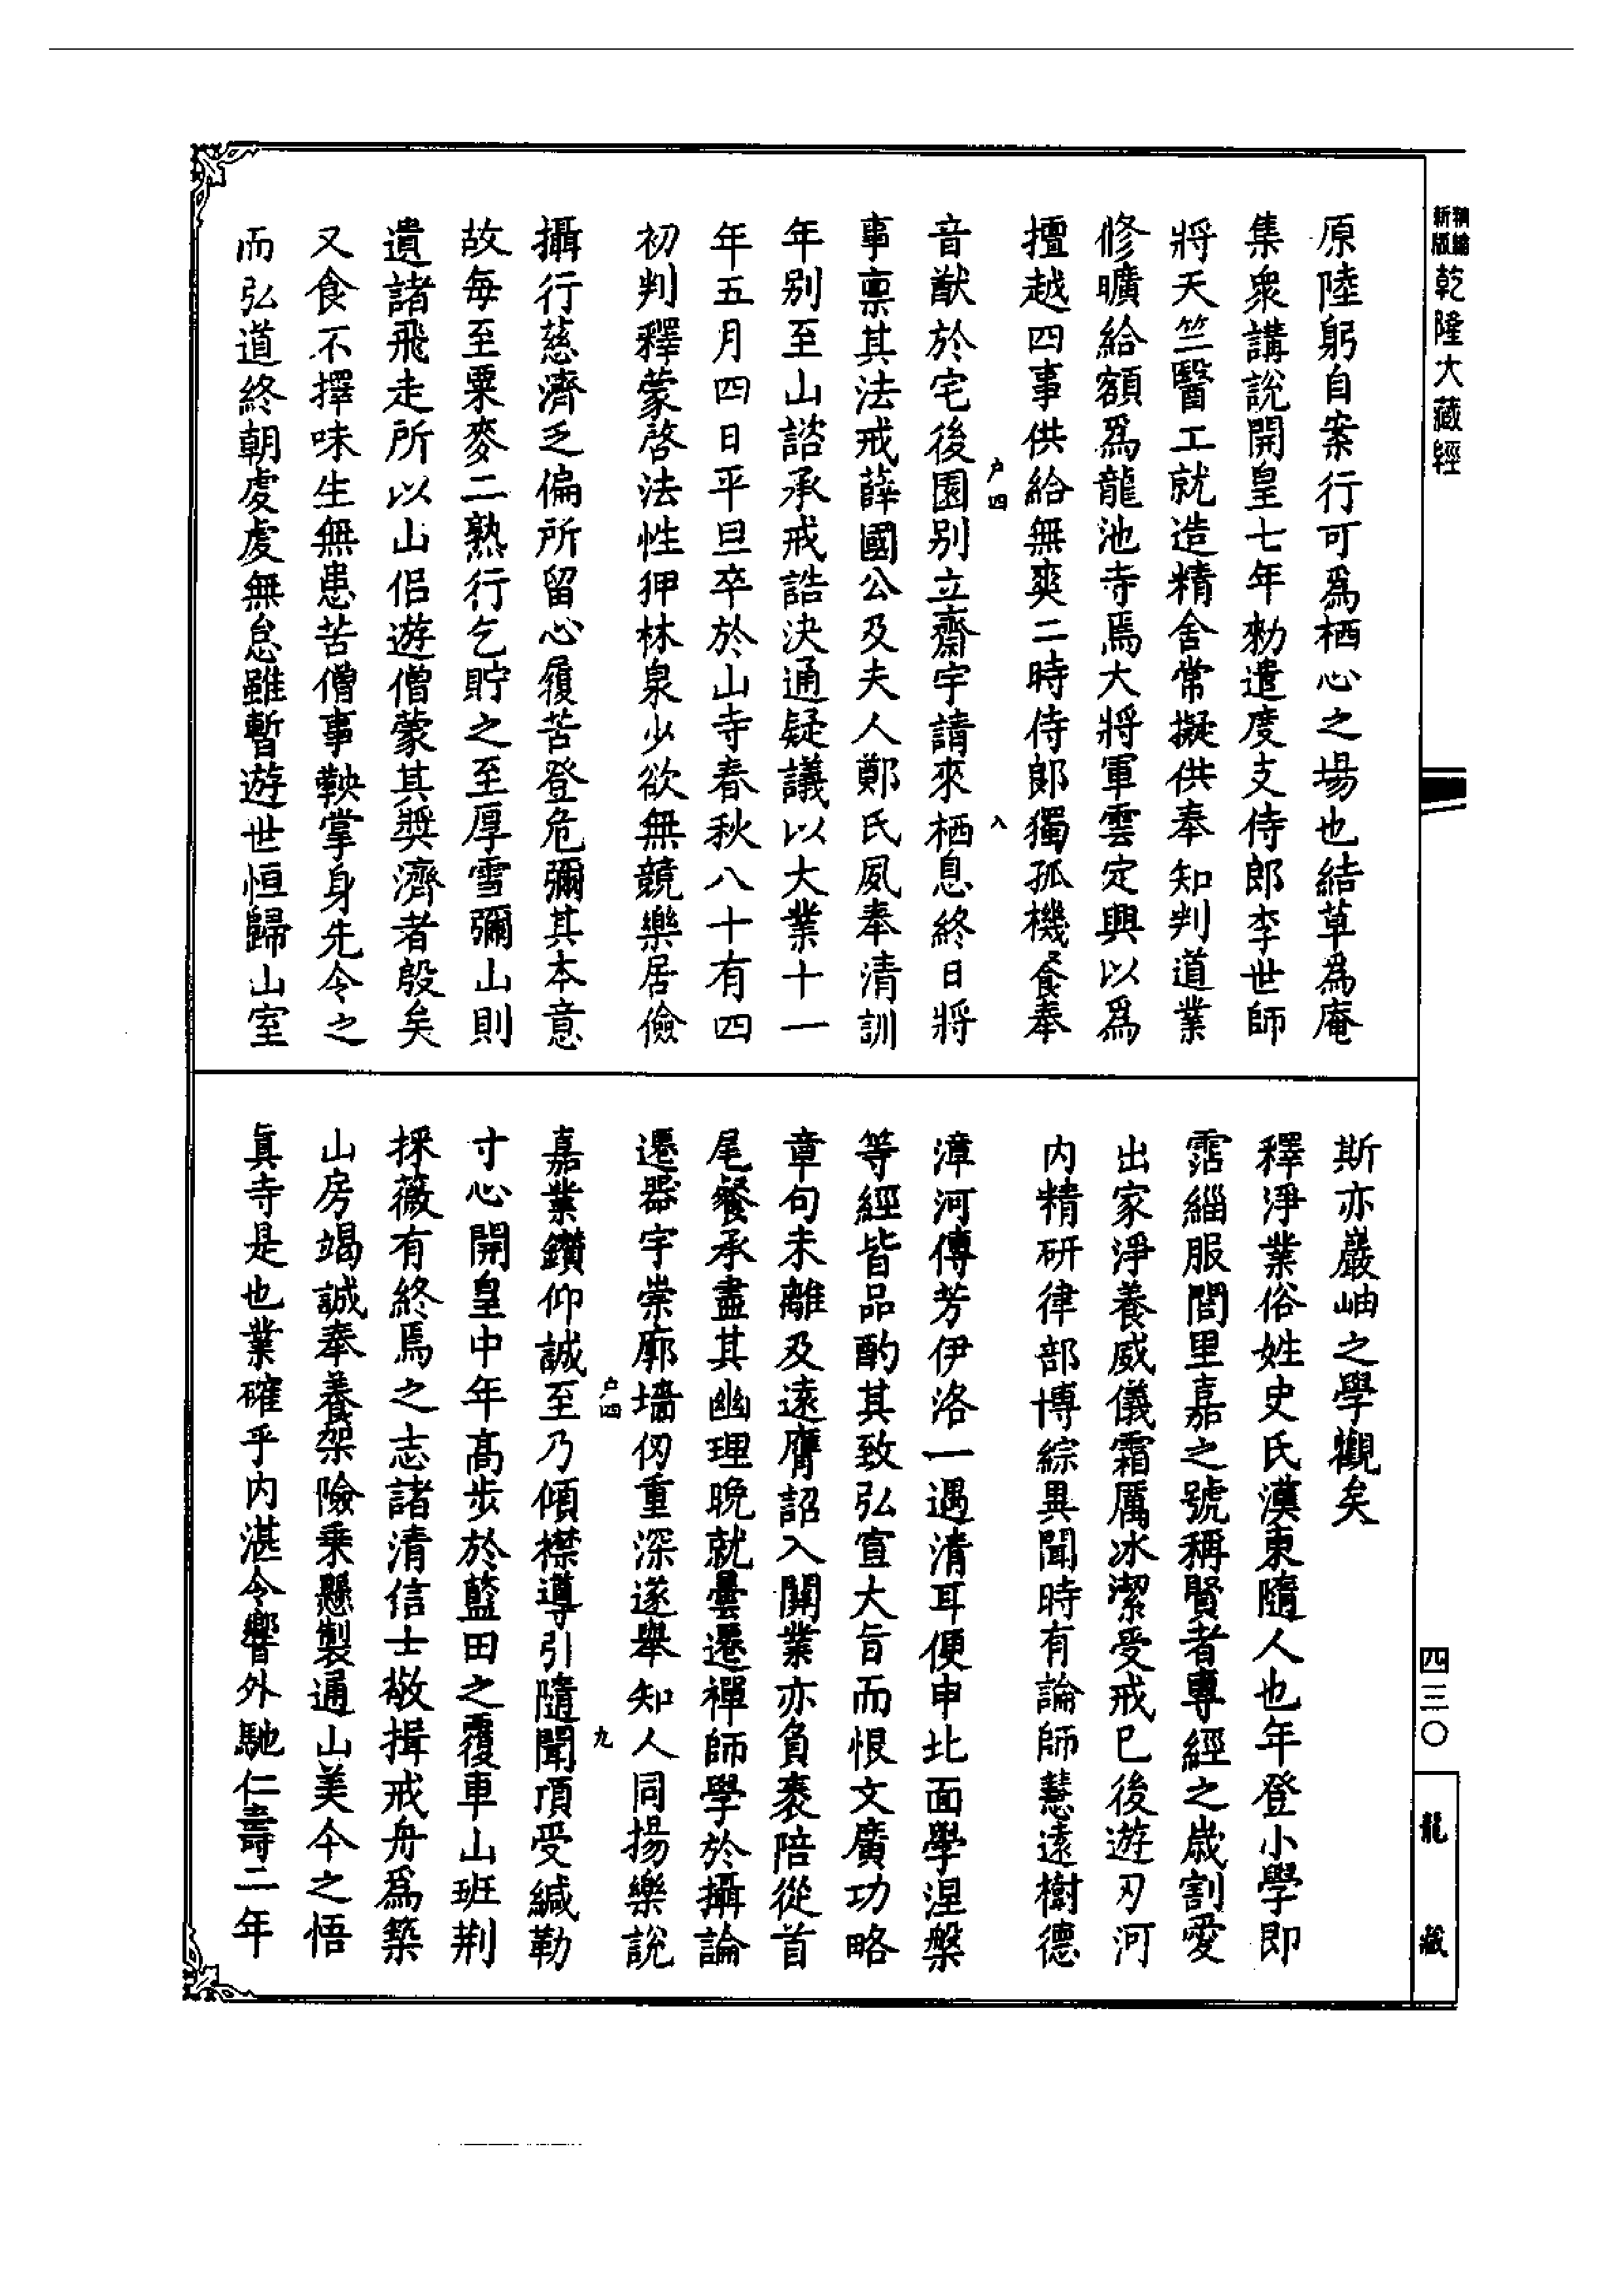 新版精繪乾隆大藏經
四三〇
龍藏
原陸躬自案行可爲栖心之場也結草爲庵
集衆講說開皇七年勑遣度支侍郎李世師
將天竺醫工就造精舍常擬供奉知判道業
修曠給額爲龍池寺焉大將軍雲定興以爲
擅越四事供給無爽二時侍郎獨孤機餐奉
户四
入
音猷於宅後園别立齋宇請來栖息終日將
事禀其法戒薛國公及夫人鄭氏夙奉清訓
年别至山諮承戒誥決通疑議以大業十一
年五月四日平旦卒於山寺春秋八十有四
初判釋蒙啓法性狎林泉少欲無競樂居儉
攝行慈濟乏偏所留心履苦登危彌其本意
故每至粟麥二熟行乞貯之至厚雪彌山則
遺諸飛走所以山侣遊僧蒙其奬濟者殷矣
又食不擇味生無患苦僧事鞅掌身先令之
而弘道終朝虔虔無怠雖暫遊世恒歸山室
斯亦巖岫之學觀矣
釋淨業俗姓史氏漢東隨人也年登小學即
霑緇服閭里嘉之號稱賢者專經之歲割愛
出家淨養威儀霜厲冰潔受戒已後遊刃河
内精研律部博綜異聞時有論師慧遠樹德
漳河傳芳伊洛一遇清耳便申北面學涅槃
等經皆品酌其致弘宣大旨而恨文廣功略
章句未離及遠膺詔入關業亦負袠陪從首
尾餐承盡其幽理晚就曇遷禪師學於攝論
遷器宇崇廓墻仞重深遂舉知人同揚樂說
户四
九
嘉業鑽仰誠至乃傾襟導引隨聞項受緘勒
寸心開皇中年高步於藍田之覆車山班荆
採薇有終焉之志諸清信士敬揖戒舟爲築
山房竭誠奉養架險乘懸製通山美今之悟
真寺是也業確乎内湛令響外馳仁壽二年